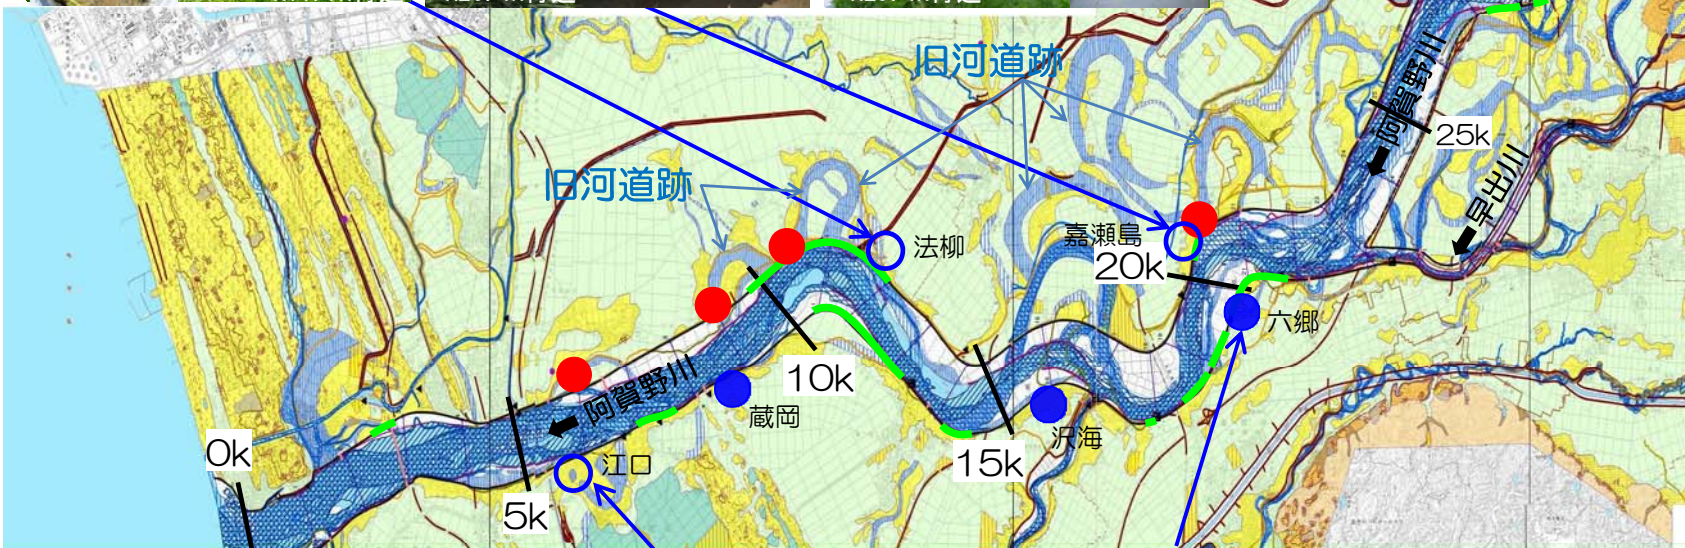 旧河道跡
阿賀野川
25k
早出川
旧河道跡
嘉瀬島
法柳
20k
六郷
10k
阿賀野川
蔵岡
沢海
0k
江口
15k
5k